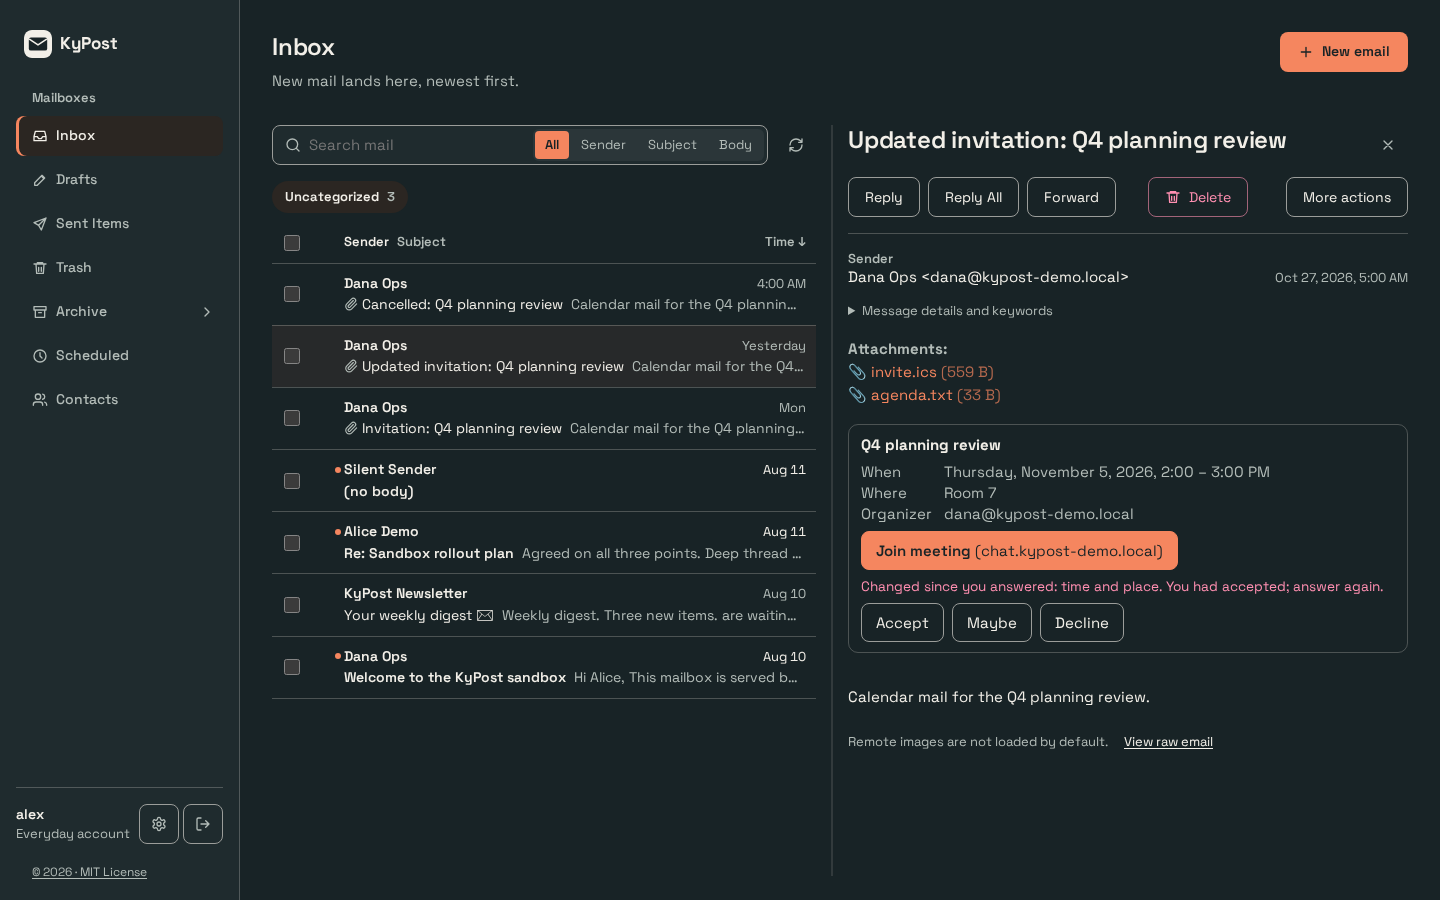 KyPost
Mailboxes
Inbox
Drafts
Sent Items
Trash
Archive
Scheduled
Contacts
alex
Everyday account
© 2026 · MIT License
Inbox
New mail lands here, newest first.
New email
Search mail
All Sender Subject Body
Uncategorized 3
Sender Subject Time ↓
Dana Ops 4:00 AM
Cancelled: Q4 planning review Calendar mail for the Q4 plannin…
Dana Ops Yesterday
Updated invitation: Q4 planning review Calendar mail for the Q4…
Dana Ops Mon
Invitation: Q4 planning review Calendar mail for the Q4 planning…
Silent Sender Aug 11
(no body)
Alice Demo Aug 11
Re: Sandbox rollout plan Agreed on all three points. Deep thread …
KyPost Newsletter Aug 10
Your weekly digest ✉ Weekly digest. Three new items. are waitin…
Dana Ops Aug 10
Welcome to the KyPost sandbox Hi Alice, This mailbox is served b…
Updated invitation: Q4 planning review
Reply Reply All Forward Delete More actions
Sender
Dana Ops <dana@kypost-demo.local> Oct 27, 2026, 5:00 AM
▶ Message details and keywords
Attachments:
📎 invite.ics (559 B)
📎 agenda.txt (33 B)
Q4 planning review
When Thursday, November 5, 2026, 2:00 – 3:00 PM
Where Room 7
Organizer dana@kypost-demo.local
Join meeting (chat.kypost-demo.local)
Changed since you answered: time and place. You had accepted; answer again.
Accept Maybe Decline
Calendar mail for the Q4 planning review.
Remote images are not loaded by default. View raw email